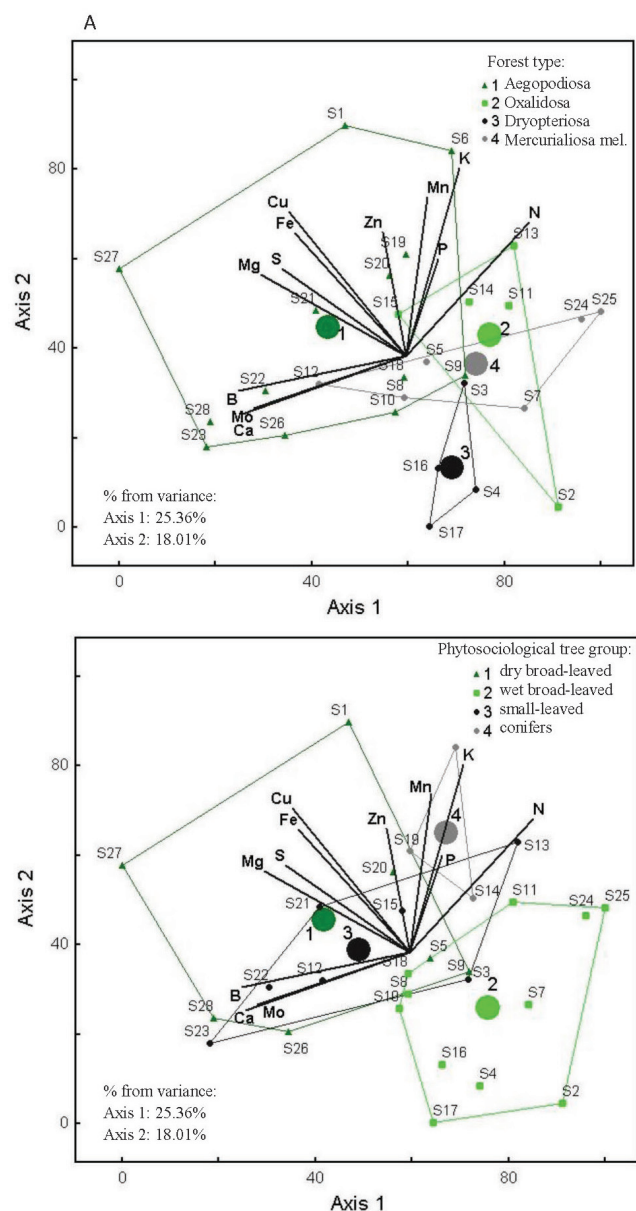 A
Forest type:
1 Aegopodiosa
2 Oxalidosa
3 Dryopteriosa
4 Mercurialiosa mel.
S1
S6
K
Mn
N
Cu
Fe
Zn
S19
P
S13
S27
S
Mg
S20
S21
S15
S14
S11
S24
S25
1
2
S5
4
S12
S18
S9
S3
S22
B
S8
S10
S7
Mo
S28
Ca
S23
S26
S16
3
S4
S2
S17
% from variance:
Axis 1: 25.36%
Axis 2: 18.01%
80
40
0
Axis 2
0
40
80
Axis 1
Phytosociological tree group:
1 dry broad-leaved
2 wet broad-leaved
3 small-leaved
4 conifers
S1
K
Mn
Cu
Fe
Zn
N
4
S19
S13
P
S27
S
Mg
S20
S21
S15
S14
S11
S24
S25
1
3
S5
S18
S9
S3
S22
S12
B
S8
S10
S7
2
Ca
Mo
S28
S23
S26
S16
S4
S2
S17
% from variance:
Axis 1: 25.36%
Axis 2: 18.01%
80
40
0
Axis 2
0
40
80
Axis 1